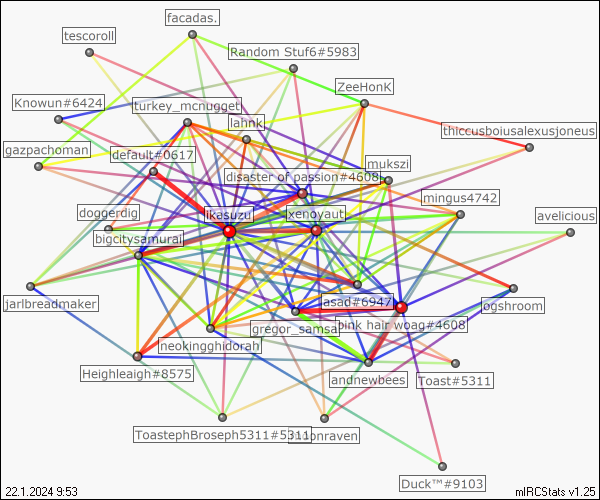 facadas.
tescoroll
Random Stuf6#5983
ZeeHonK
Knowun#6424
turkey_mcnugget
lahnk
thiccusboiusalexusjoneus
gazpachoman
default#0617
mukszi
disaster of passion#4608
mingus4742
doggerdig
ikasuzu
xenoyaut
avelicious
bigcitysamurai
jarlbreadmaker
asad#6947
ogshroom
gregor_samsa
pink hair woag#4608
neokingghidorah
Heighleaigh#8575
andnewbees
Toast#5311
ToastephBroseph5311#5311
onraven
Duck™#9103
22.1.2024 9:53
mIRCStats v1.25